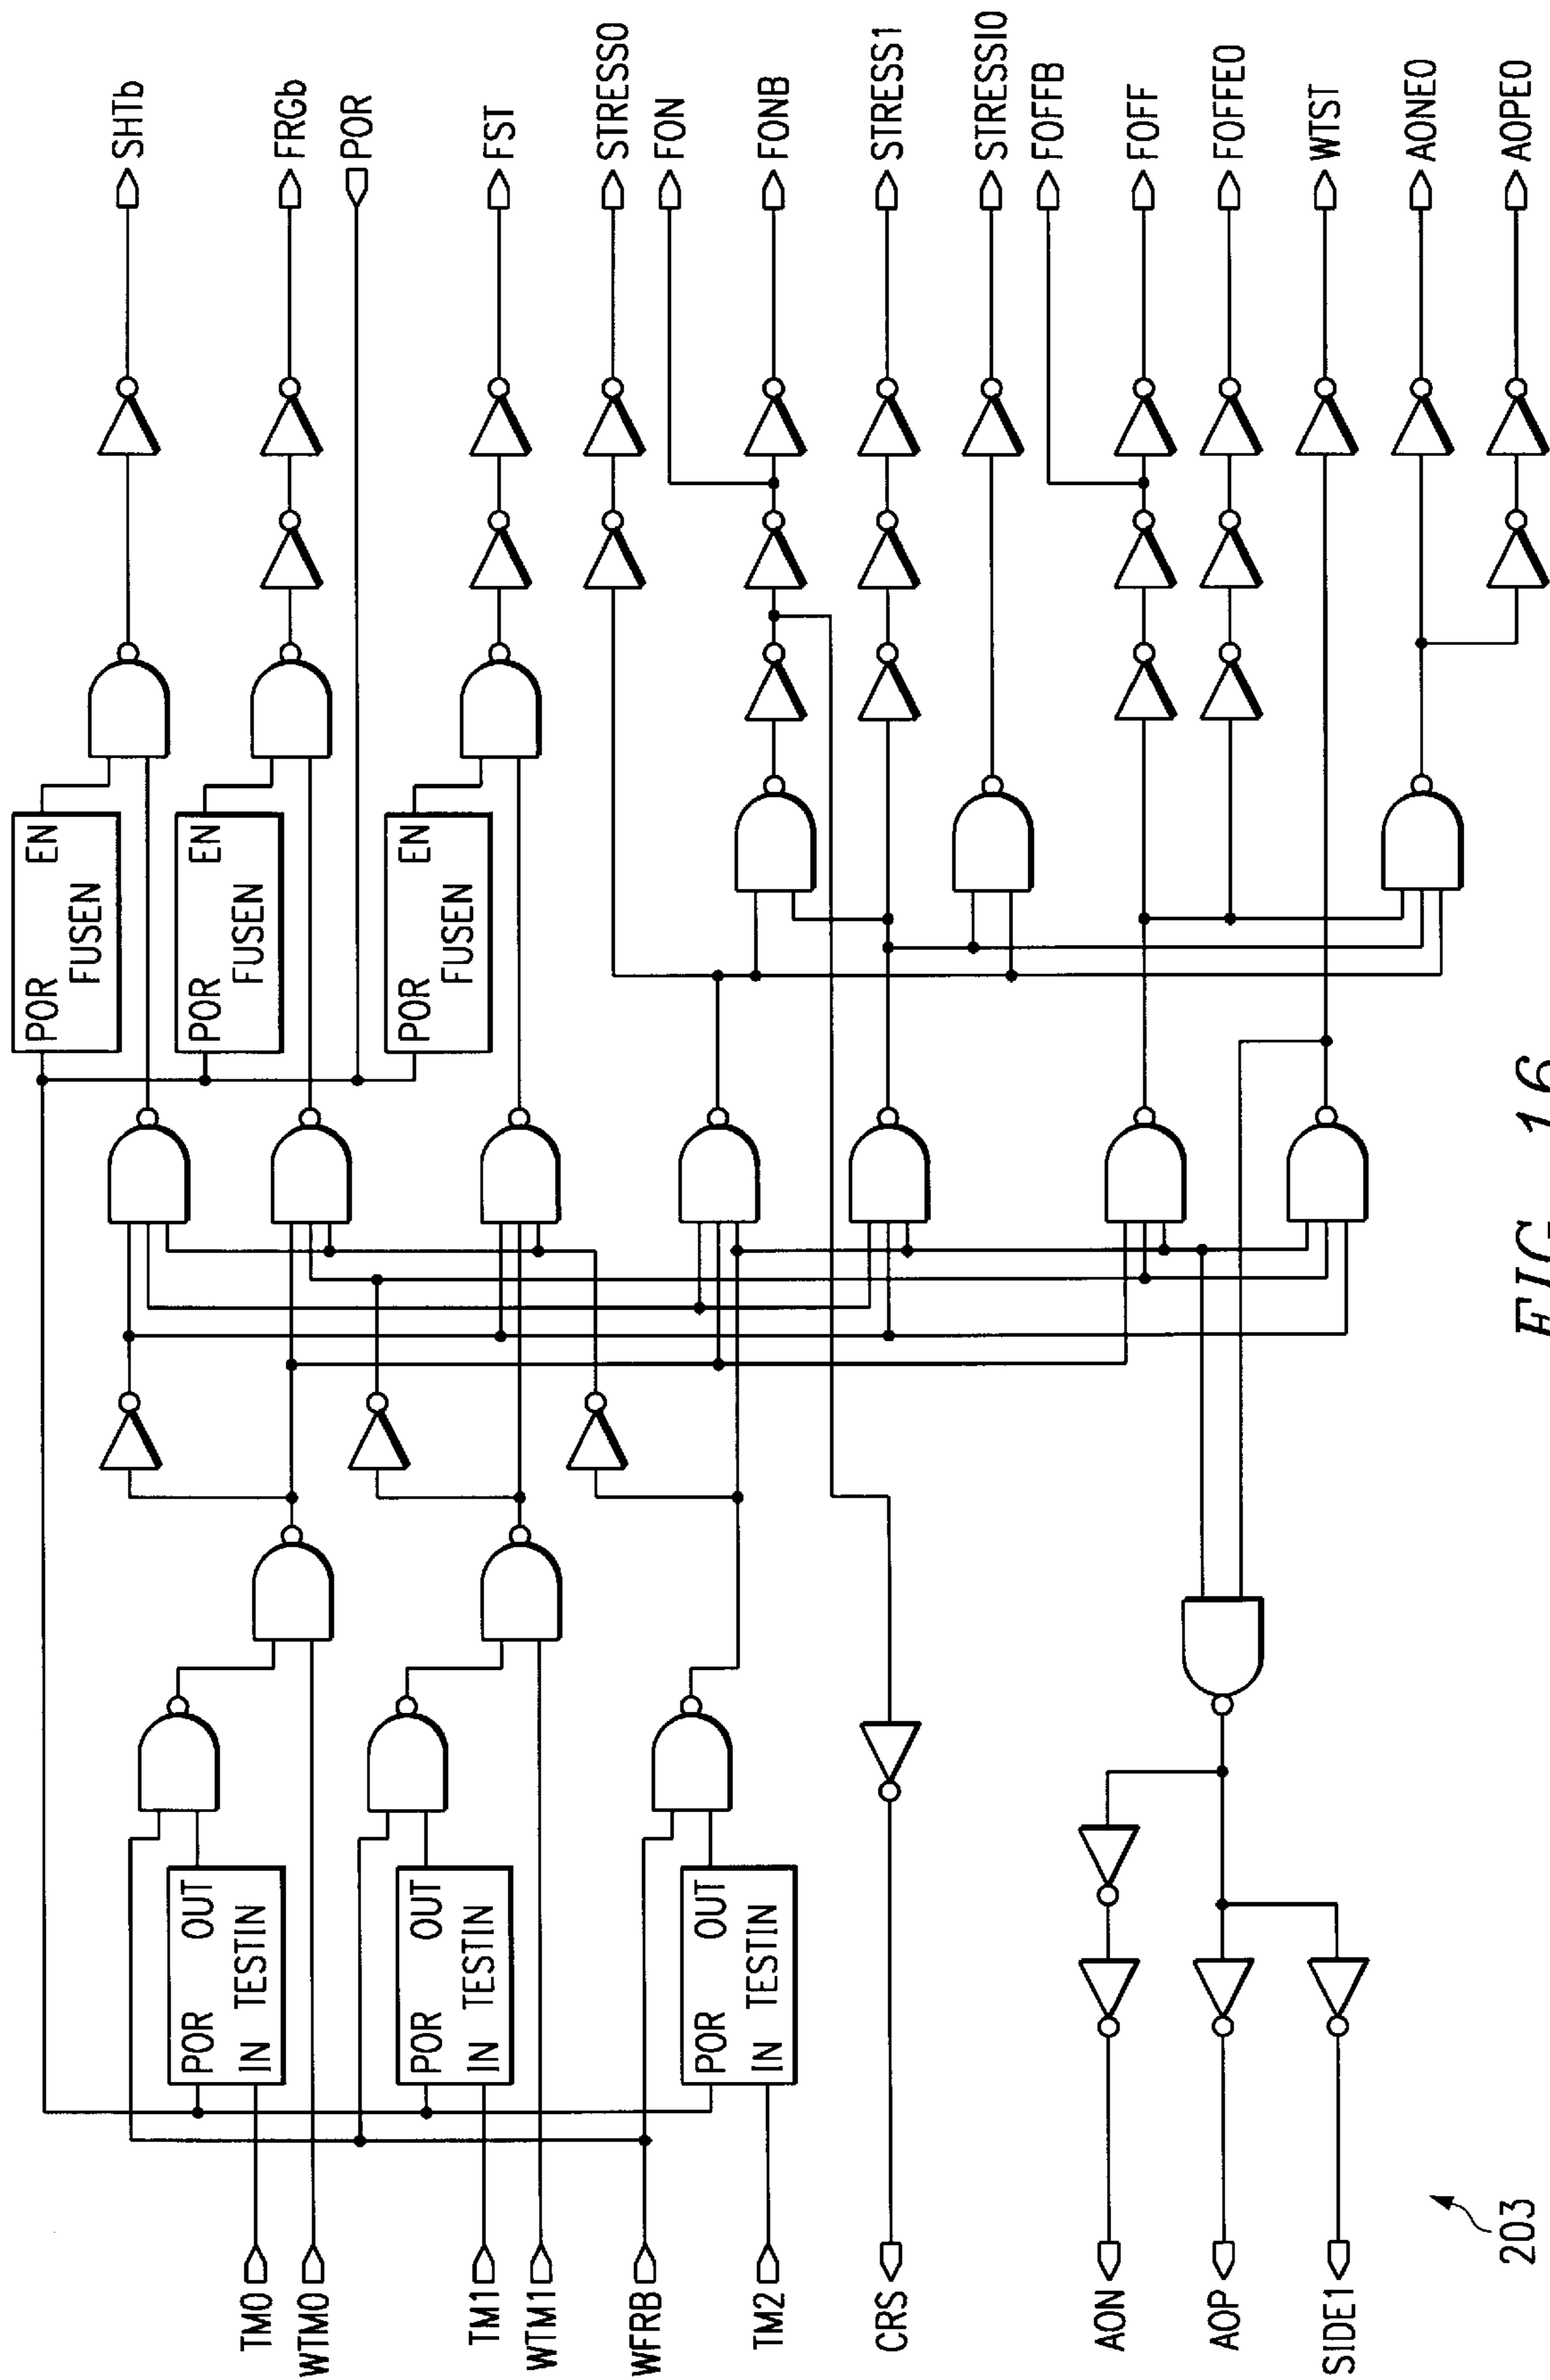 SHTb
FRGb
POR
FST
STRESS0
FON
FONB
STRESS1
STRESSI0
FOFFB
FOFF
FOFFE0
WTST
AONE0
AOPE0
POR EN
FUSEN
POR EN
FUSEN
POR EN
FUSEN
POR OUT
IN TESTIN
POR OUT
IN TESTIN
POR OUT
IN TESTIN
TM0
WTM0
TM1
WTM1
WFRB
TM2
CRS
AON
AOP
SIDE1
203
FIG. 16